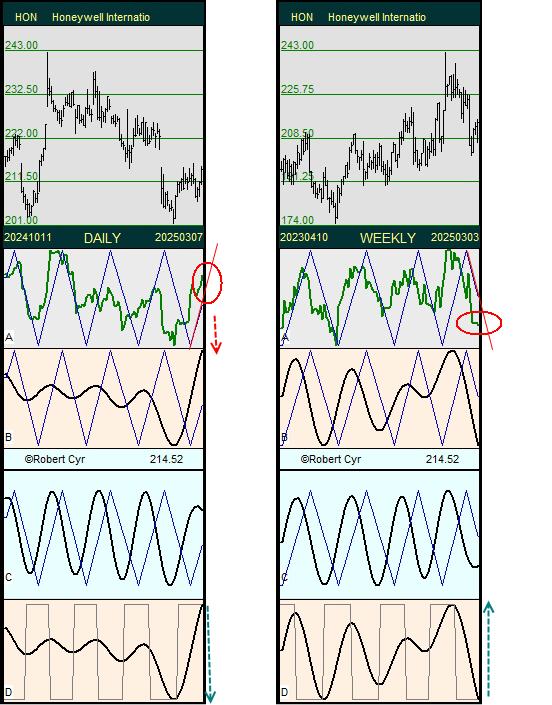 HON Honeywell Internatio
243.00
232.50
222.00
211.50
201.00
20241011 DAILY 20250307
A
B
©Robert Cyr 214.52
C
D
HON Honeywell Internatio
243.00
225.75
208.50
191.25
174.00
20230410 WEEKLY 20250303
A
B
©Robert Cyr 214.52
C
D